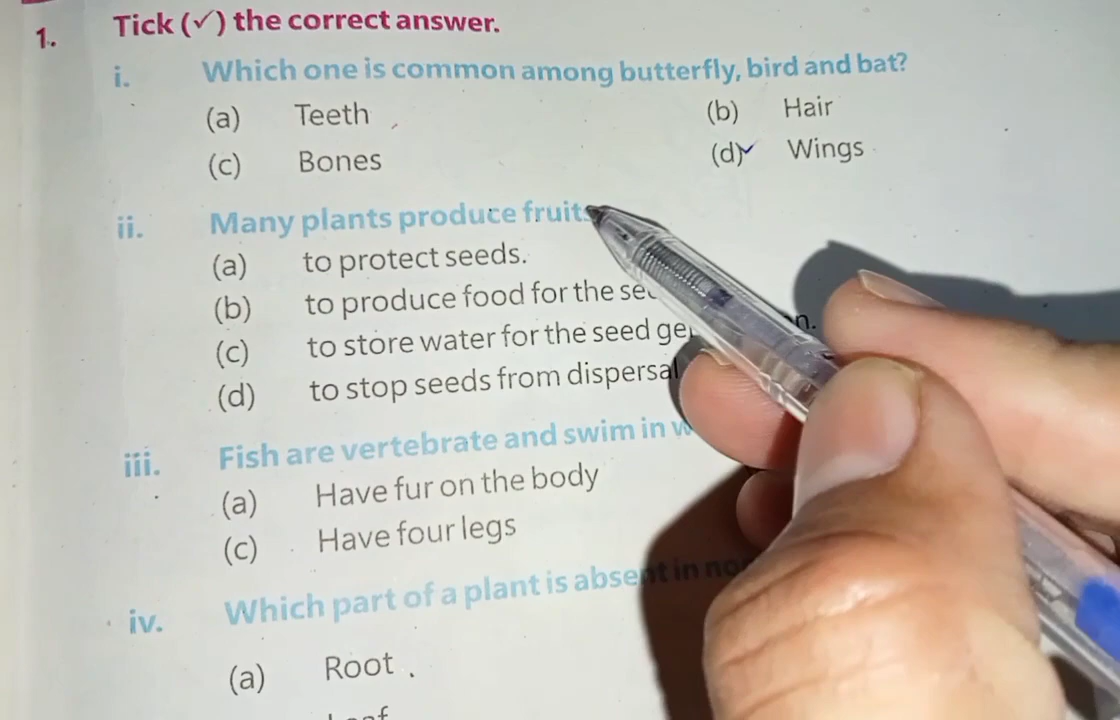 1. Tick (✓) the correct answer.
i. Which one is common among butterfly, bird and bat?
(a) Teeth (b) Hair
(c) Bones (d) Wings
ii. Many plants produce fruits
(a) to protect seeds.
(b) to produce food for the
(c) to store water for the seed
(d) to stop seeds from dispersal
iii. Fish are vertebrate and swim in
(a) Have fur on the body
(c) Have four legs
iv. Which part of a plant is absent in
(a) Root